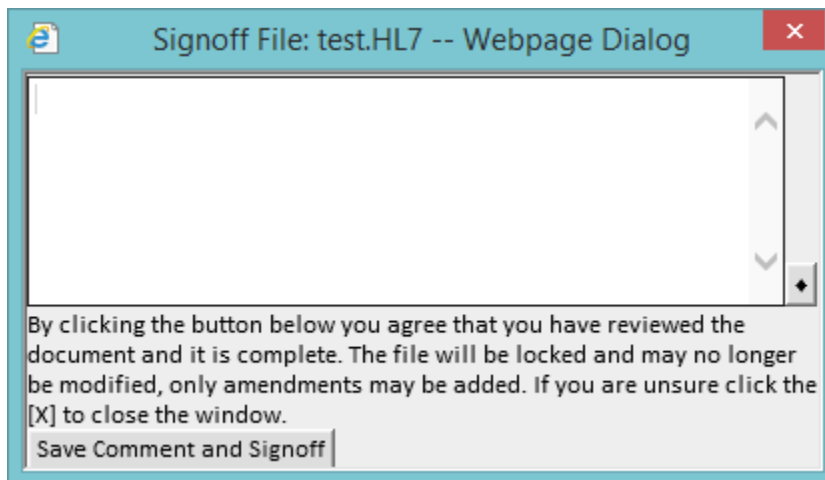 Signoff File: test.HL7 -- Webpage Dialog
By clicking the button below you agree that you have reviewed the
document and it is complete. The file will be locked and may no longer
be modified, only amendments may be added. If you are unsure click the
[X] to close the window.
Save Comment and Signoff